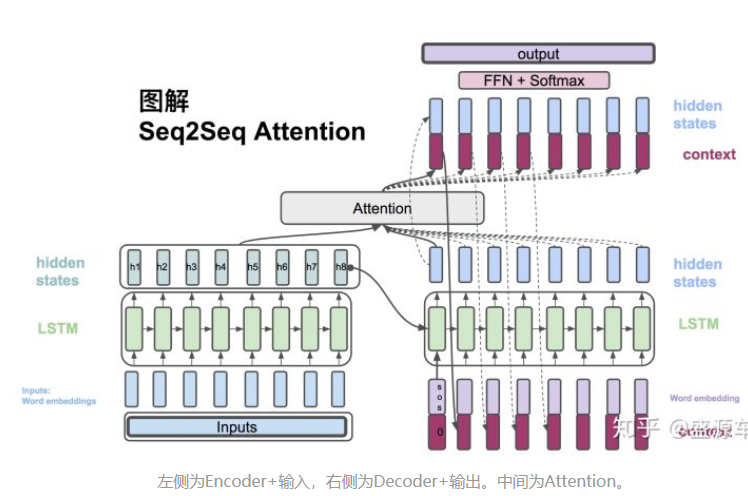 output
FFN + Softmax
图解
Seq2Seq Attention
hidden
states
context
Attention
hidden
states
h1 h2 h3 h4 h5 h6 h7 h8
hidden
states
LSTM
LSTM
Inputs:
Word embeddings
sos
Word embedding
Inputs
0
知乎 @盛源车
context
左侧为Encoder+输入，右侧为Decoder+输出。中间为Attention。